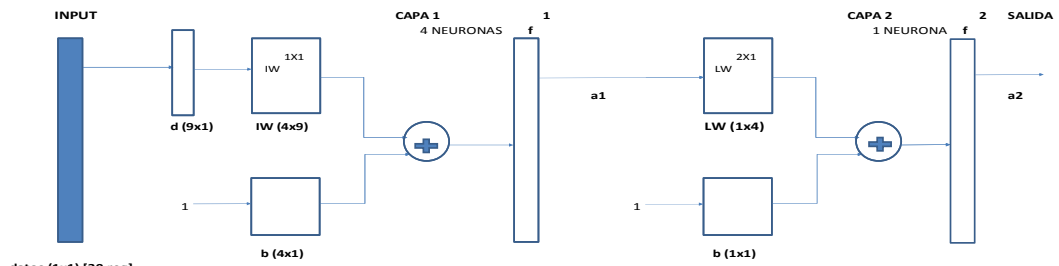 INPUT
CAPA 1
1
CAPA 2
2
SALIDA
4 NEURONAS
f
1 NEURONA
f
IW 1X1
LW 2X1
a1
a2
d (9x1)
IW (4x9)
LW (1x4)
1
1
b (4x1)
b (1x1)